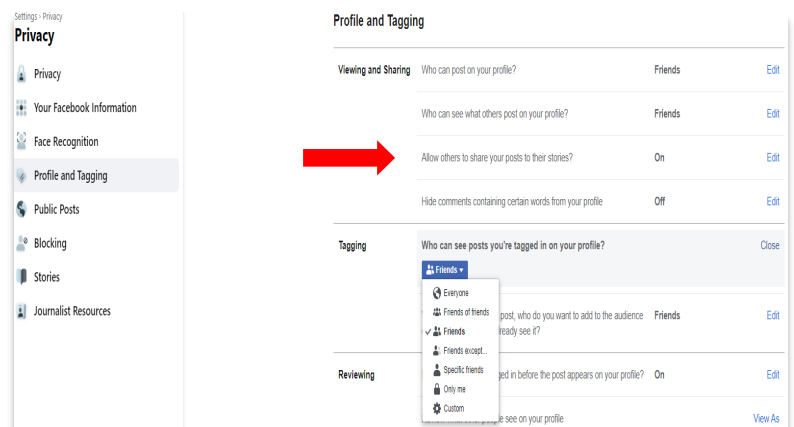 Settings › Privacy
Privacy
Privacy
Your Facebook Information
Face Recognition
Profile and Tagging
Public Posts
Blocking
Stories
Journalist Resources
Profile and Tagging
Viewing and Sharing Who can post on your profile? Friends Edit
Who can see what others post on your profile? Friends Edit
Allow others to share your posts to their stories? On Edit
Hide comments containing certain words from your profile Off Edit
Tagging Who can see posts you're tagged in on your profile? Close
Friends
Everyone
Friends of friends
post, who do you want to add to the audience Friends Edit
Friends
see it?
Friends except...
Specific friends
Reviewing in before the post appears on your profile? On Edit
Only me
Custom
see on your profile View As